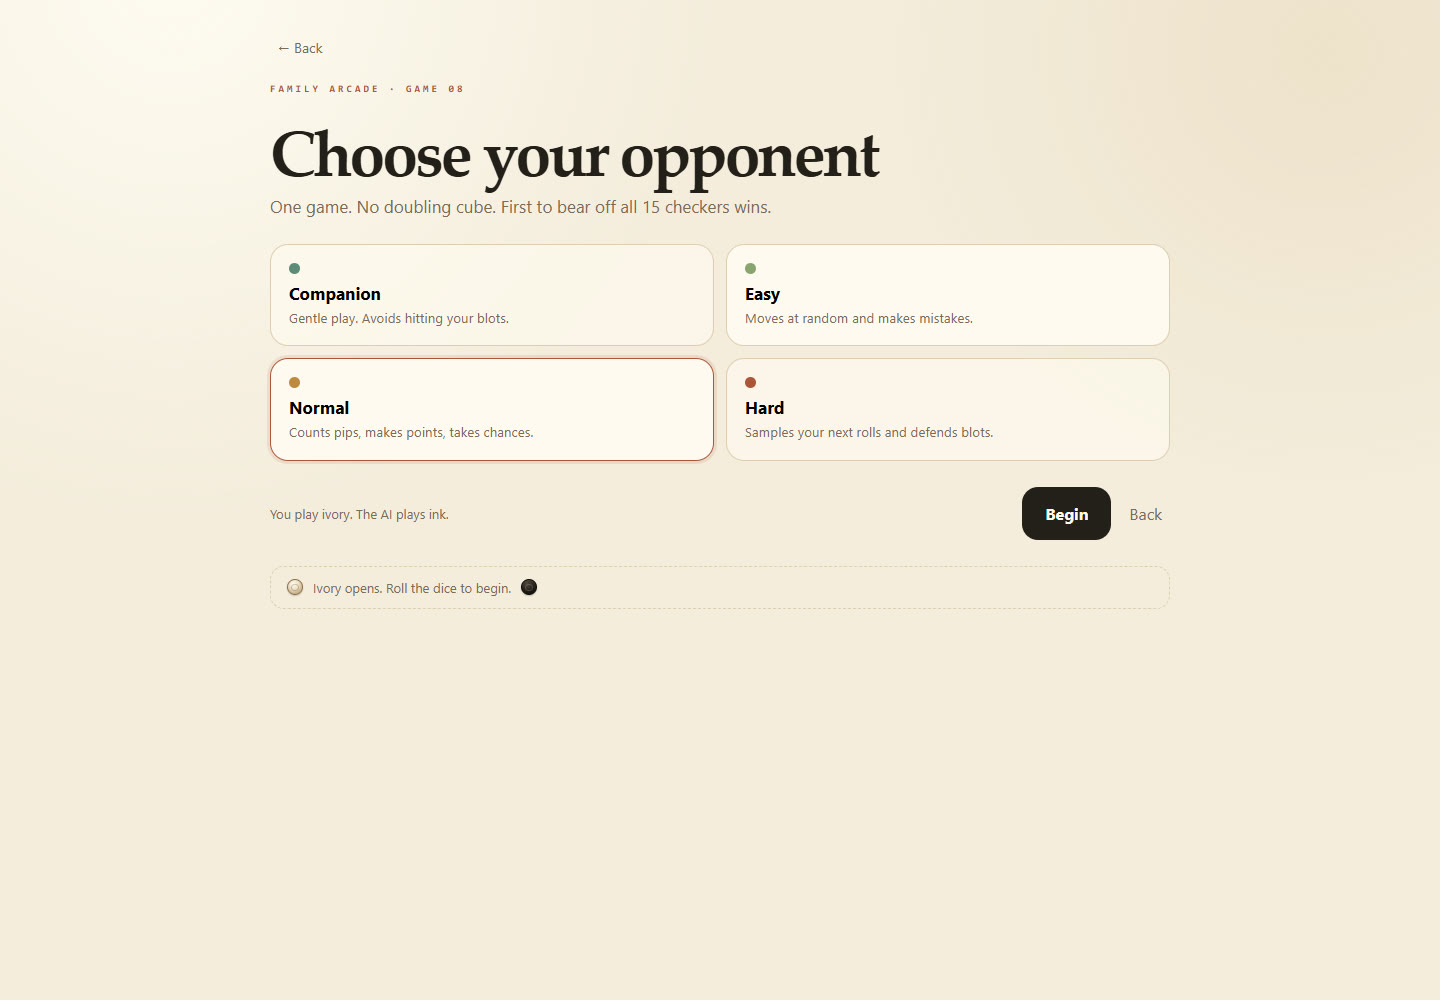 ← Back
FAMILY ARCADE · GAME 08
Choose your opponent
One game. No doubling cube. First to bear off all 15 checkers wins.
Companion
Gentle play. Avoids hitting your blots.
Easy
Moves at random and makes mistakes.
Normal
Counts pips, makes points, takes chances.
Hard
Samples your next rolls and defends blots.
You play ivory. The AI plays ink.
Begin
Back
Ivory opens. Roll the dice to begin.